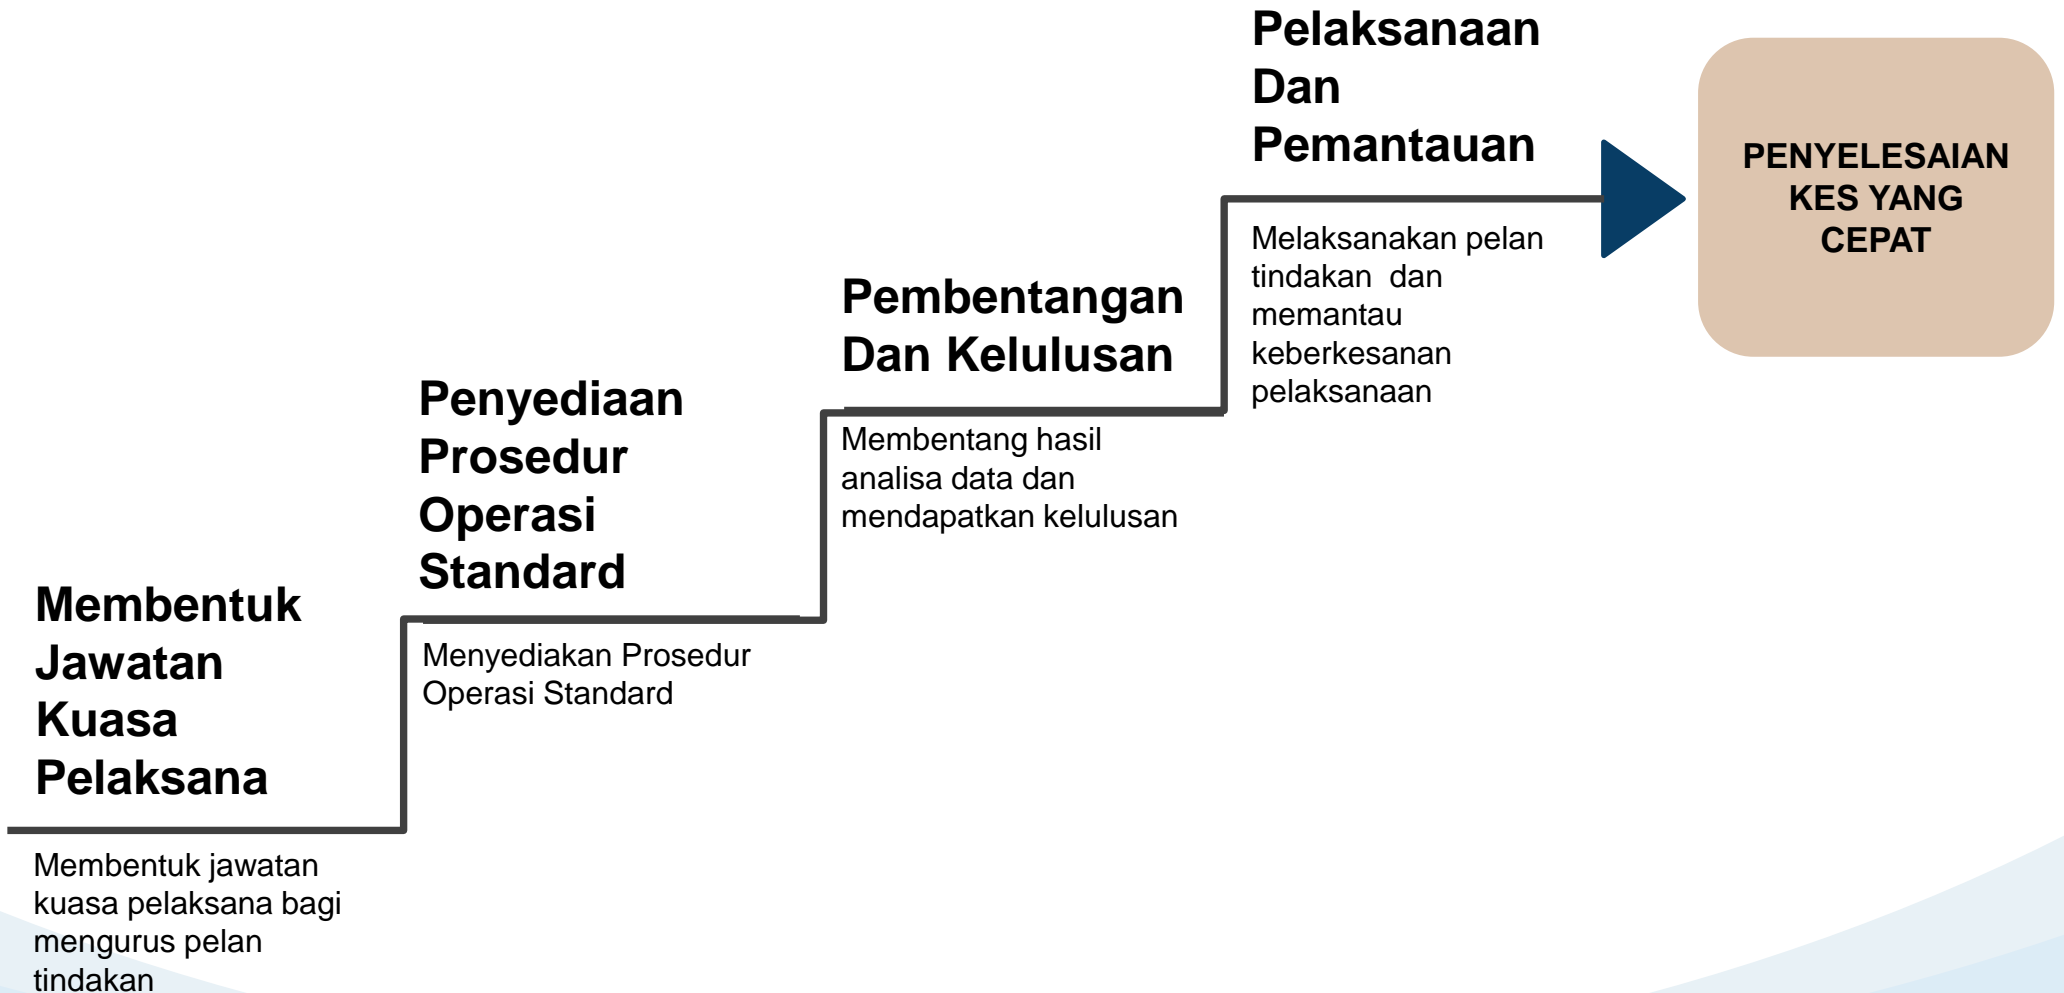 Membentuk
Jawatan
Kuasa
Pelaksana
Membentuk jawatan
kuasa pelaksana bagi
mengurus pelan
tindakan
Penyediaan
Prosedur
Operasi
Standard
Menyediakan Prosedur
Operasi Standard
Pembentangan
Dan Kelulusan
Membentang hasil
analisa data dan
mendapatkan kelulusan
Pelaksanaan
Dan
Pemantauan
Melaksanakan pelan
tindakan dan
memantau
keberkesanan
pelaksanaan
PENYELESAIAN
KES YANG
CEPAT